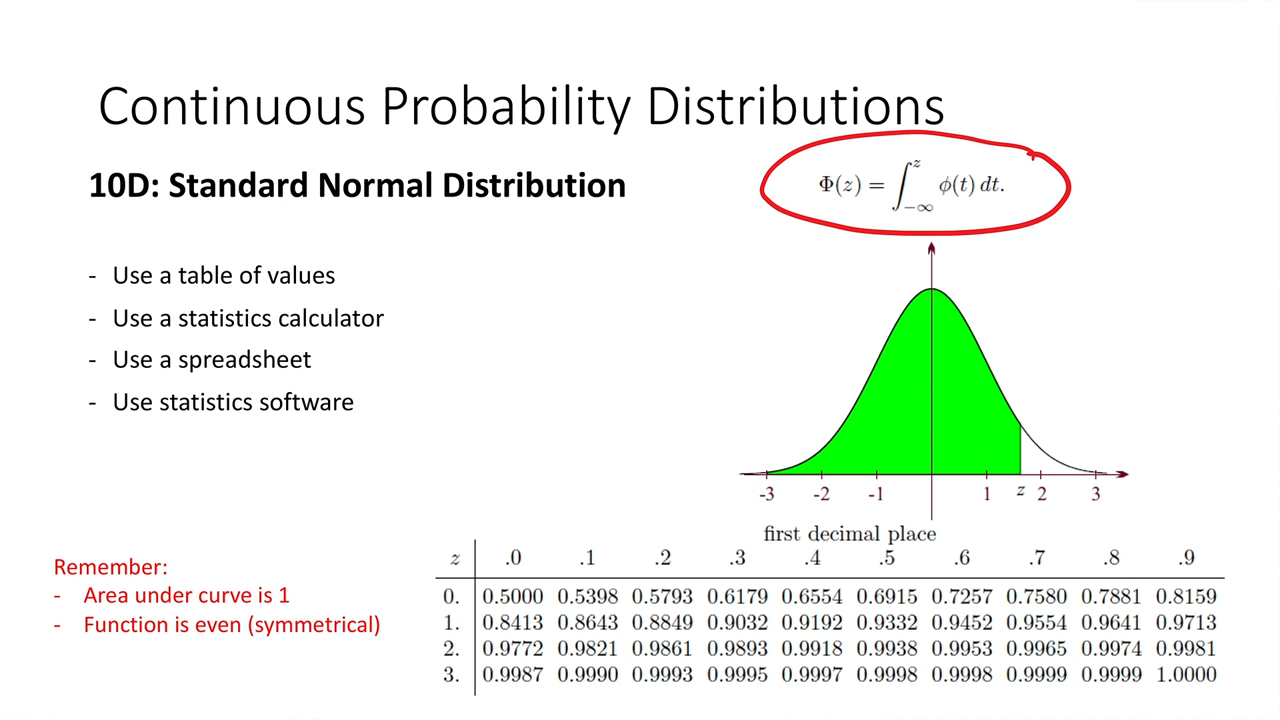 Continuous Probability Distributions
10D: Standard Normal Distribution
Φ(z) = ∫_{-∞}^{z} ϕ(t) dt.
- Use a table of values
- Use a statistics calculator
- Use a spreadsheet
- Use statistics software
-3 -2 -1 1 z 2 3
Remember:
- Area under curve is 1
- Function is even (symmetrical)
first decimal place
z .0 .1 .2 .3 .4 .5 .6 .7 .8 .9
0. 0.5000 0.5398 0.5793 0.6179 0.6554 0.6915 0.7257 0.7580 0.7881 0.8159
1. 0.8413 0.8643 0.8849 0.9032 0.9192 0.9332 0.9452 0.9554 0.9641 0.9713
2. 0.9772 0.9821 0.9861 0.9893 0.9918 0.9938 0.9953 0.9965 0.9974 0.9981
3. 0.9987 0.9990 0.9993 0.9995 0.9997 0.9998 0.9998 0.9999 0.9999 1.0000